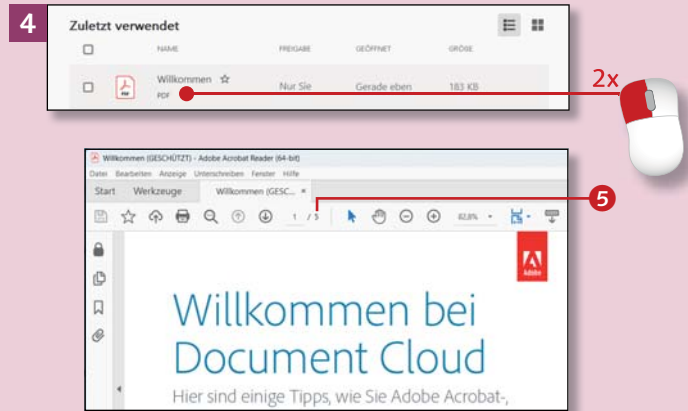 4
Zuletzt verwendet
NAME FREIGABE GEÖFFNET GRÖSSE
Willkommen ☆
PDF
Nur Sie Gerade eben 183 KB
2x
Willkommen (GESCHÜTZT) - Adobe Acrobat Reader (64-bit)
Datei Bearbeiten Anzeige Unterschreiben Fenster Hilfe
Start Werkzeuge Willkommen (GESC... ×
1 / 5 82,8%
5
Adobe
Willkommen bei
Document Cloud
Hier sind einige Tipps, wie Sie Adobe Acrobat-,